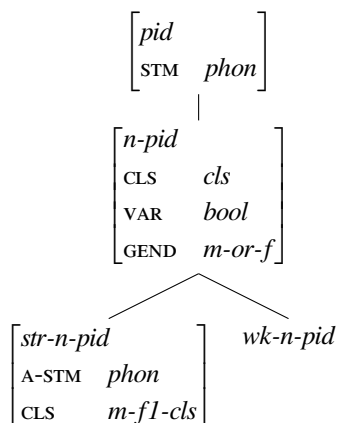 pid
STM phon
n-pid
CLS cls
VAR bool
GEND m-or-f
str-n-pid wk-n-pid
A-STM phon
CLS m-f1-cls